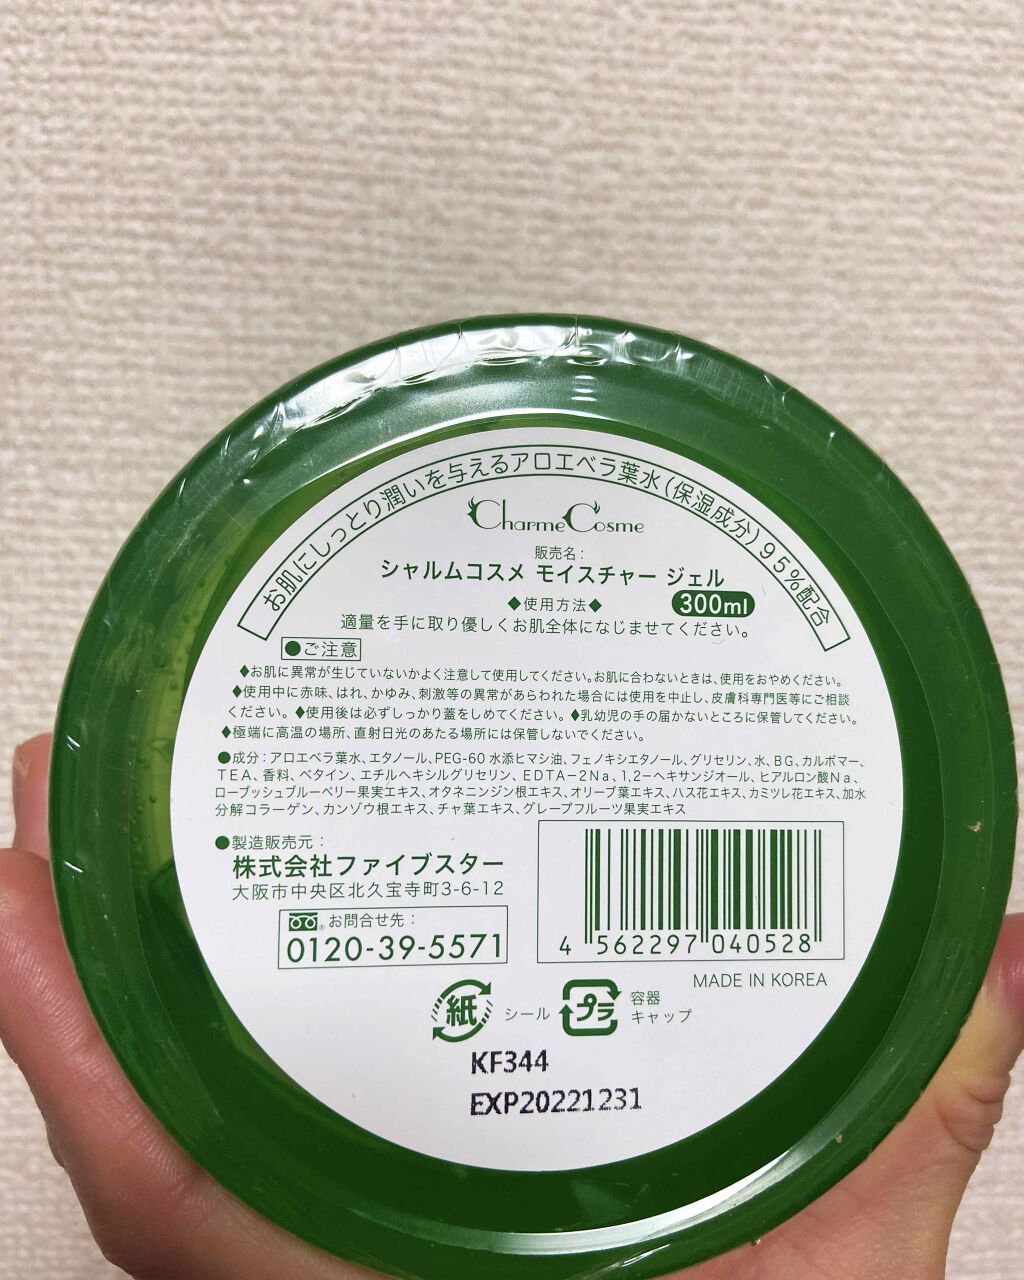 お肌にしっとり潤いを与えるアロエベラ葉水(保湿成分)95%配合
CharmeCosme
販売名:
シャルムコスメ モイスチャー ジェル
◆使用方法◆ 300ml
適量を手に取り優しくお肌全体になじませてください。
●ご注意
♦お肌に異常が生じていないかよく注意して使用してください。お肌に合わないときは、使用をおやめください。
♦使用中に赤味、はれ、かゆみ、刺激等の異常があらわれた場合には使用を中止し、皮膚科専門医等にご相談
ください。♦使用後は必ずしっかり蓋をしめてください。♦乳幼児の手の届かないところに保管してください。
♦極端に高温の場所、直射日光のあたる場所には保管しないでください。
●成分:アロエベラ葉水、エタノール、PEG-60 水添ヒマシ油、フェノキシエタノール、グリセリン、水、BG、カルボマー、
TEA、香料、ベタイン、エチルヘキシルグリセリン、EDTA-2Na、1,2-ヘキサンジオール、ヒアルロン酸Na、
ローブッシュブルーベリー果実エキス、オタネニンジン根エキス、オリーブ葉エキス、ハス花エキス、カミツレ花エキス、加水
分解コラーゲン、カンゾウ根エキス、チャ葉エキス、グレープフルーツ果実エキス
●製造販売元:
株式会社ファイブスター
大阪市中央区北久宝寺町3-6-12
お問合せ先:
0120-39-5571
4 562297 040528
MADE IN KOREA
紙 シール プラ 容器
キャップ
KF344
EXP20221231